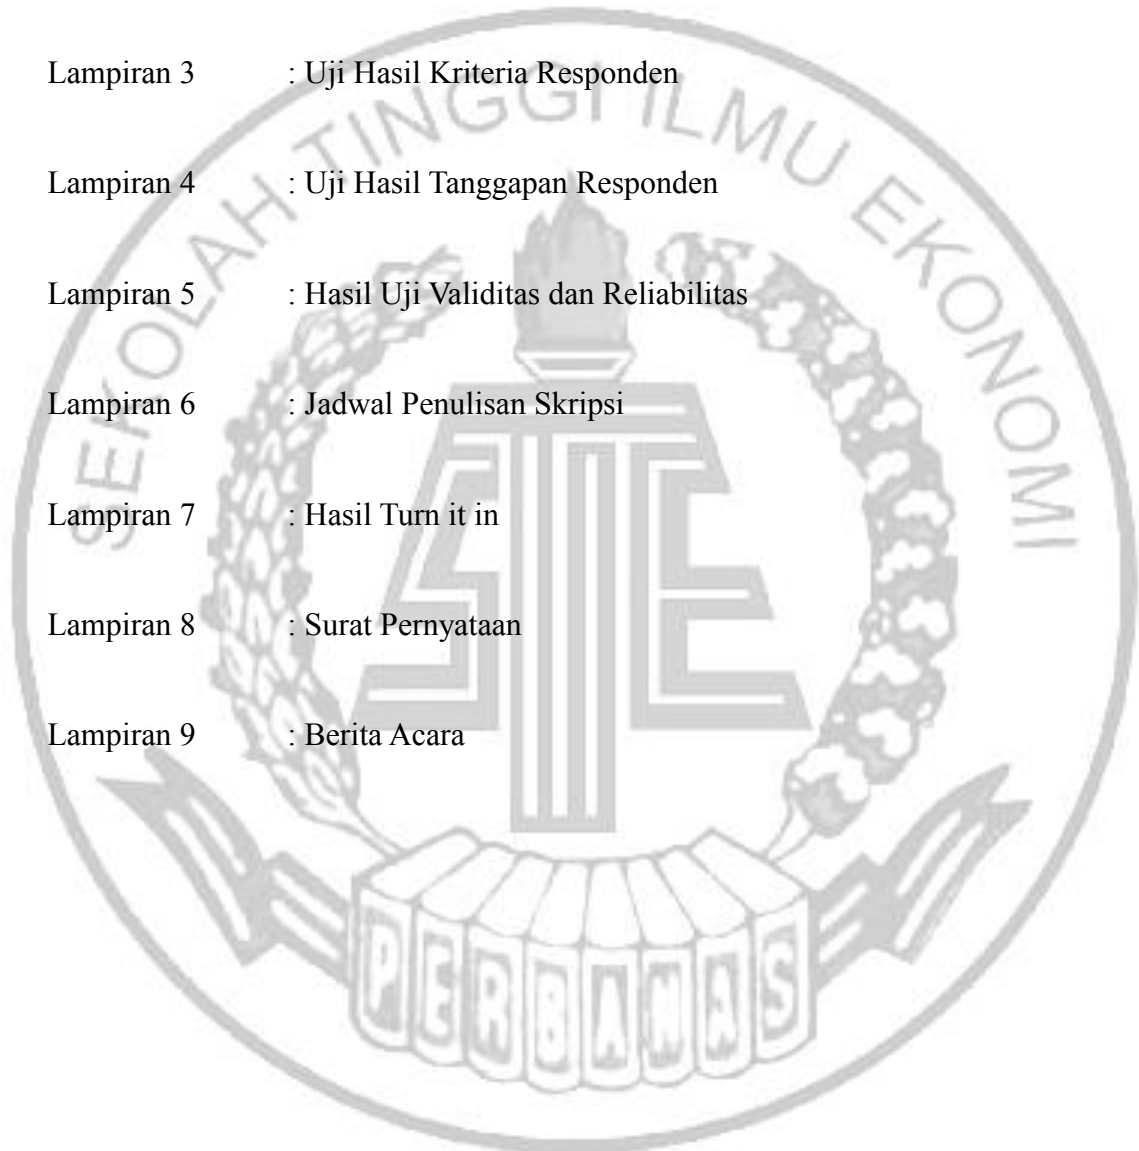 Lampiran 3 : Uji Hasil Kriteria Responden
Lampiran 4 : Uji Hasil Tanggapan Responden
Lampiran 5 : Hasil Uji Validitas dan Reliabilitas
Lampiran 6 : Jadwal Penulisan Skripsi
Lampiran 7 : Hasil Turn it in
Lampiran 8 : Surat Pernyataan
Lampiran 9 : Berita Acara
SEKOLAH TINGGI ILMU EKONOMI
STIE
PERBANAS